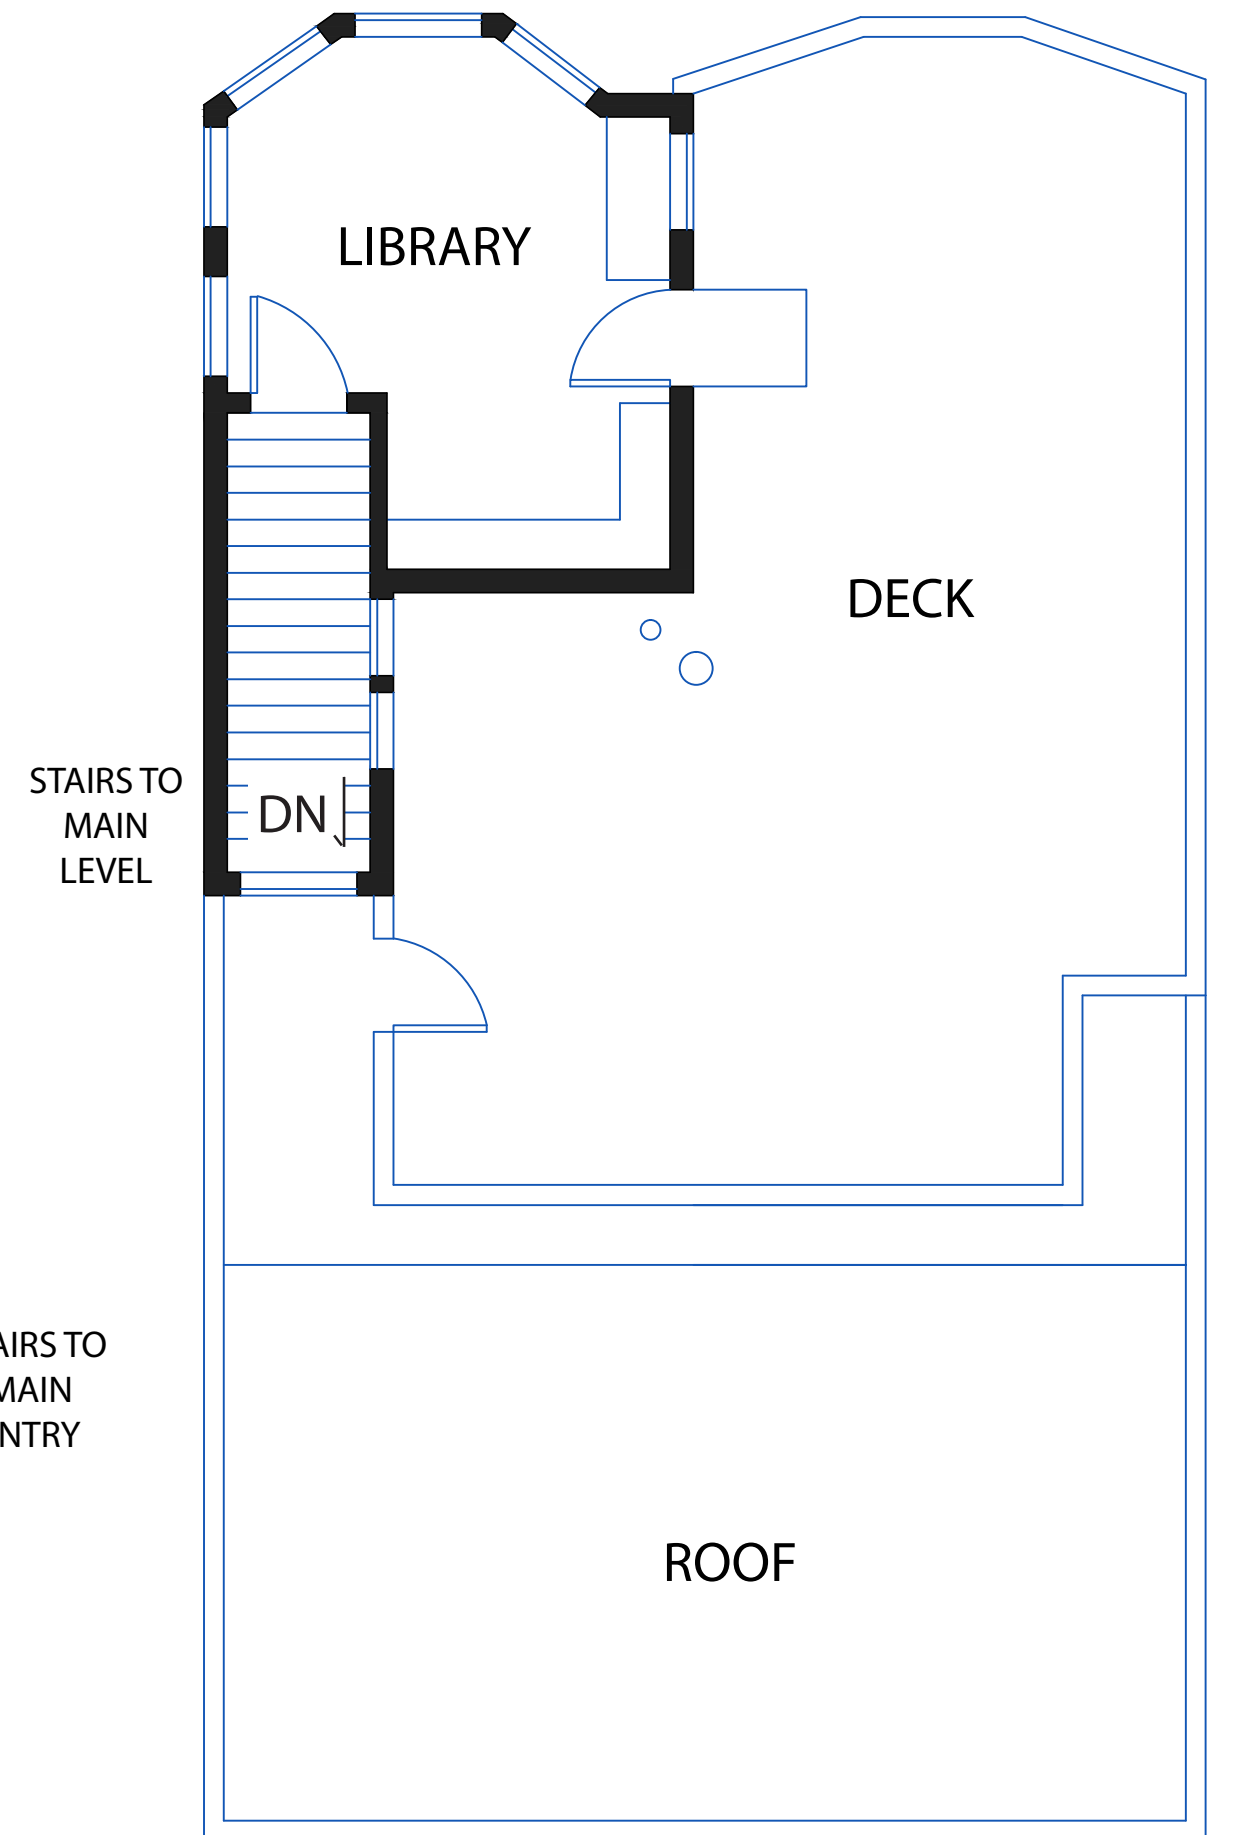 LIBRARY
DECK
STAIRS TO
MAIN
LEVEL
DN
AIRS TO
MAIN
NTRY
ROOF